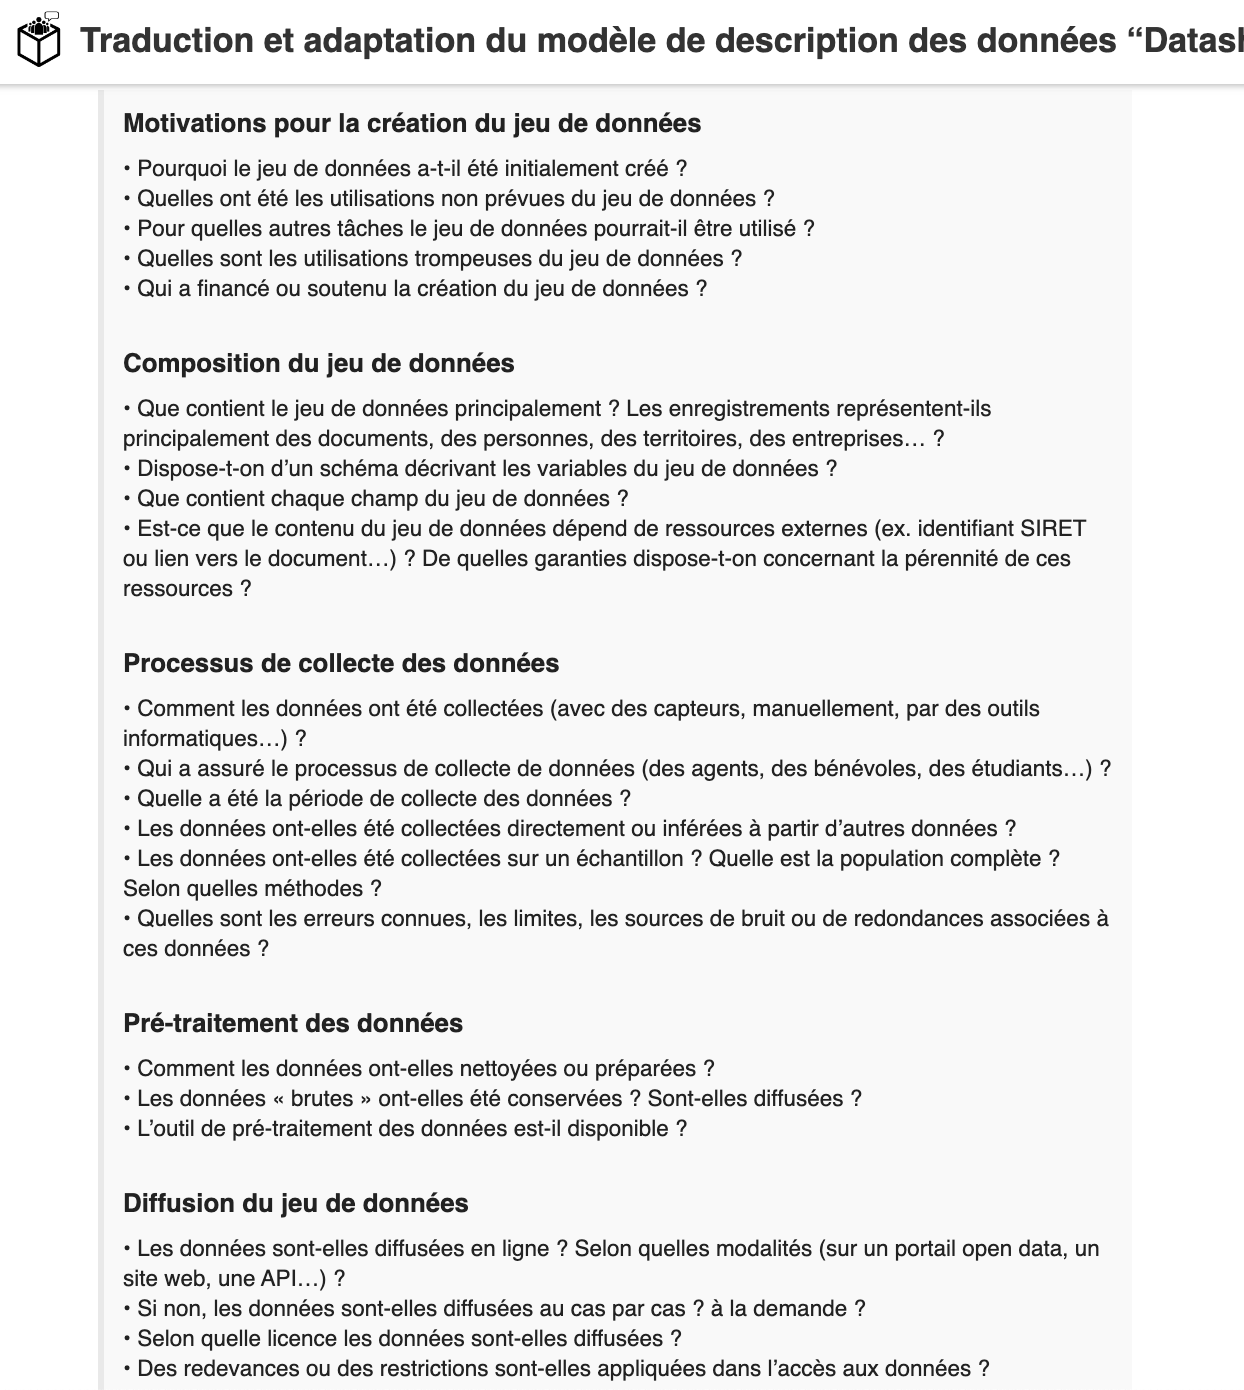 Traduction et adaptation du modèle de description des données “Datash
Motivations pour la création du jeu de données
• Pourquoi le jeu de données a-t-il été initialement créé ?
• Quelles ont été les utilisations non prévues du jeu de données ?
• Pour quelles autres tâches le jeu de données pourrait-il être utilisé ?
• Quelles sont les utilisations trompeuses du jeu de données ?
• Qui a financé ou soutenu la création du jeu de données ?
Composition du jeu de données
• Que contient le jeu de données principalement ? Les enregistrements représentent-ils
principalement des documents, des personnes, des territoires, des entreprises… ?
• Dispose-t-on d’un schéma décrivant les variables du jeu de données ?
• Que contient chaque champ du jeu de données ?
• Est-ce que le contenu du jeu de données dépend de ressources externes (ex. identifiant SIRET
ou lien vers le document…) ? De quelles garanties dispose-t-on concernant la pérennité de ces
ressources ?
Processus de collecte des données
• Comment les données ont été collectées (avec des capteurs, manuellement, par des outils
informatiques…) ?
• Qui a assuré le processus de collecte de données (des agents, des bénévoles, des étudiants…) ?
• Quelle a été la période de collecte des données ?
• Les données ont-elles été collectées directement ou inférées à partir d’autres données ?
• Les données ont-elles été collectées sur un échantillon ? Quelle est la population complète ?
Selon quelles méthodes ?
• Quelles sont les erreurs connues, les limites, les sources de bruit ou de redondances associées à
ces données ?
Pré-traitement des données
• Comment les données ont-elles nettoyées ou préparées ?
• Les données « brutes » ont-elles été conservées ? Sont-elles diffusées ?
• L’outil de pré-traitement des données est-il disponible ?
Diffusion du jeu de données
• Les données sont-elles diffusées en ligne ? Selon quelles modalités (sur un portail open data, un
site web, une API…) ?
• Si non, les données sont-elles diffusées au cas par cas ? à la demande ?
• Selon quelle licence les données sont-elles diffusées ?
• Des redevances ou des restrictions sont-elles appliquées dans l’accès aux données ?